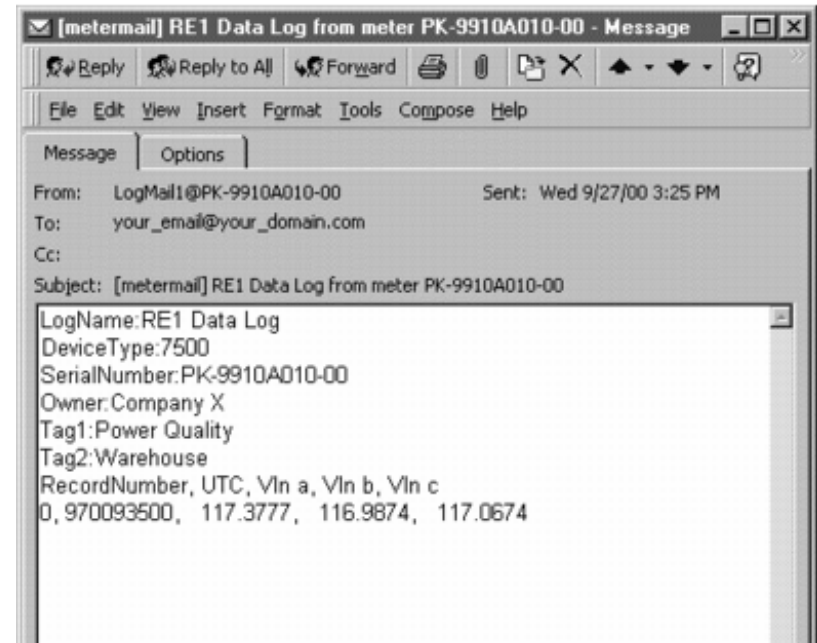 [metermail] RE1 Data Log from meter PK-9910A010-00 - Message
Reply Reply to All Forward
File Edit View Insert Format Tools Compose Help
Message Options
From: LogMail1@PK-9910A010-00 Sent: Wed 9/27/00 3:25 PM
To: your_email@your_domain.com
Cc:
Subject: [metermail] RE1 Data Log from meter PK-9910A010-00
LogName:RE1 Data Log
DeviceType:7500
SerialNumber:PK-9910A010-00
Owner:Company X
Tag1:Power Quality
Tag2:Warehouse
RecordNumber, UTC, Vln a, Vln b, Vln c
0, 970093500, 117.3777, 116.9874, 117.0674